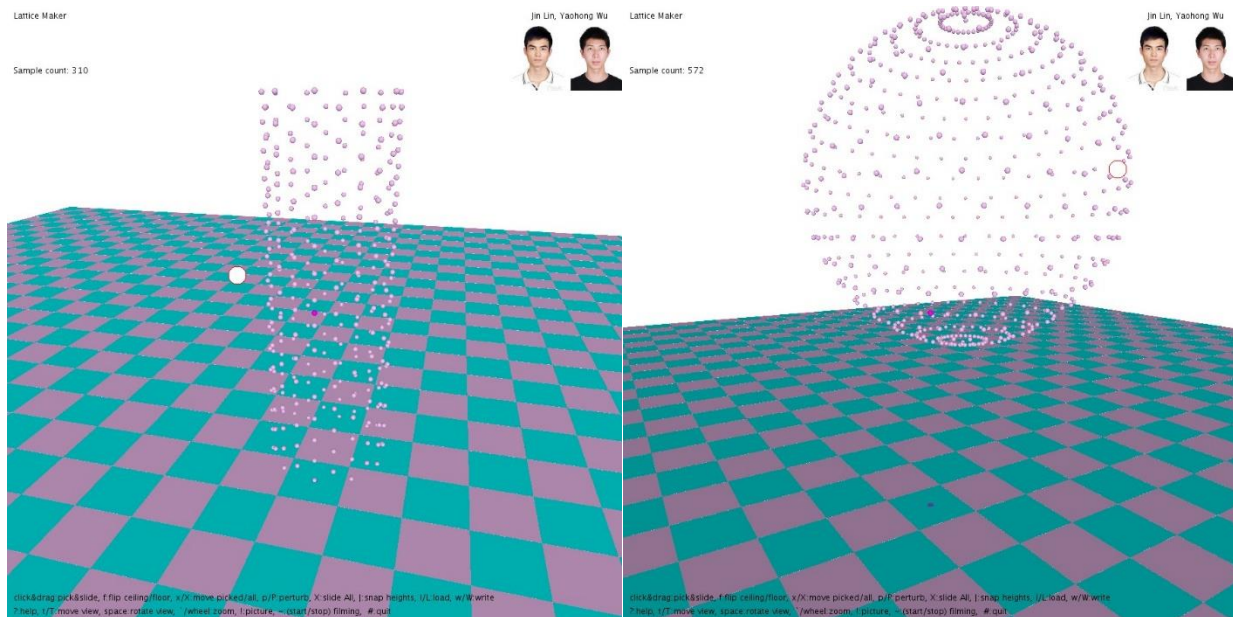 Lattice Maker
Jin Lin, Yaohong Wu
Sample count: 310
click&drag:pick&slide, f:flip ceiling/floor, x/X:move picked/all, p/P:perturb, X:slide All, |:snap heights, l/L:load, w/W:write
?:help, t/T:move view, space:rotate view, `/wheel:zoom, !:picture, ~:(start/stop) filming, #:quit
Lattice Maker
Jin Lin, Yaohong Wu
Sample count: 572
click&drag:pick&slide, f:flip ceiling/floor, x/X:move picked/all, p/P:perturb, X:slide All, |:snap heights, l/L:load, w/W:write
?:help, t/T:move view, space:rotate view, `/wheel:zoom, !:picture, ~:(start/stop) filming, #:quit